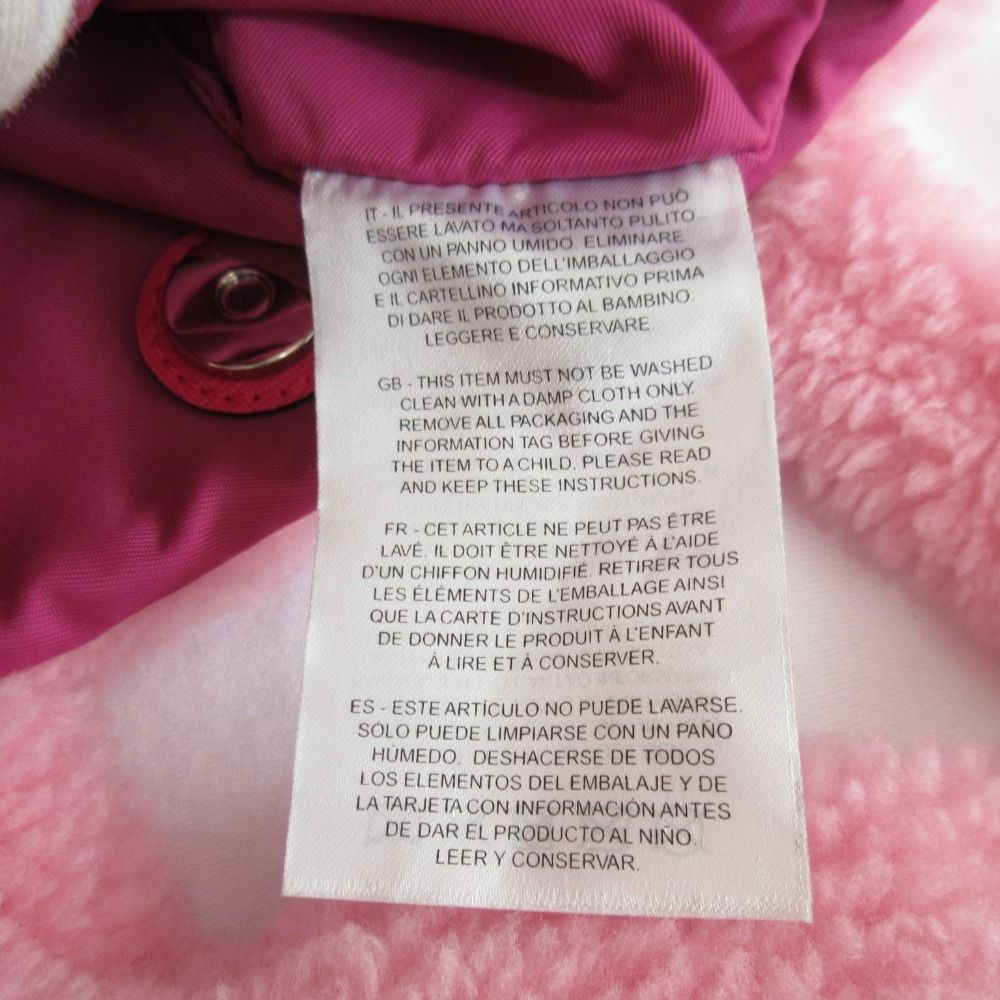 IT - IL PRESENTE ARTICOLO NON PUÒ
ESSERE LAVATO MA SOLTANTO PULITO
CON UN PANNO UMIDO. ELIMINARE
OGNI ELEMENTO DELL'IMBALLAGGIO
E IL CARTELLINO INFORMATIVO PRIMA
DI DARE IL PRODOTTO AL BAMBINO.
LEGGERE E CONSERVARE.
GB - THIS ITEM MUST NOT BE WASHED
CLEAN WITH A DAMP CLOTH ONLY.
REMOVE ALL PACKAGING AND THE
INFORMATION TAG BEFORE GIVING
THE ITEM TO A CHILD. PLEASE READ
AND KEEP THESE INSTRUCTIONS.
FR - CET ARTICLE NE PEUT PAS ÊTRE
LAVÉ. IL DOIT ÊTRE NETTOYÉ À L'AIDE
D'UN CHIFFON HUMIDIFIÉ. RETIRER TOUS
LES ÉLÉMENTS DE L'EMBALLAGE AINSI
QUE LA CARTE D'INSTRUCTIONS AVANT
DE DONNER LE PRODUIT À L'ENFANT.
À LIRE ET À CONSERVER.
ES - ESTE ARTÍCULO NO PUEDE LAVARSE.
SÓLO PUEDE LIMPIARSE CON UN PAÑO
HÚMEDO. DESHACERSE DE TODOS
LOS ELEMENTOS DEL EMBALAJE Y DE
LA TARJETA CON INFORMACIÓN ANTES
DE DAR EL PRODUCTO AL NIÑO.
LEER Y CONSERVAR.